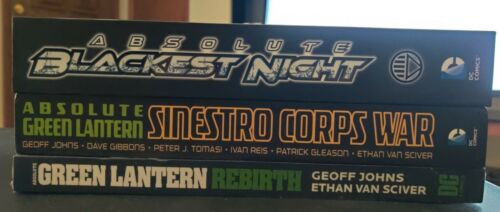 ABSOLUTE
BLACKEST NIGHT
DC COMICS
ABSOLUTE
GREEN LANTERN
SINESTRO CORPS WAR
GEOFF JOHNS • DAVE GIBBONS • PETER J. TOMASI • IVAN REIS • PATRICK GLEASON • ETHAN VAN SCIVER
DC COMICS
ABSOLUTE
GREEN LANTERN REBIRTH
GEOFF JOHNS
ETHAN VAN SCIVER
DC